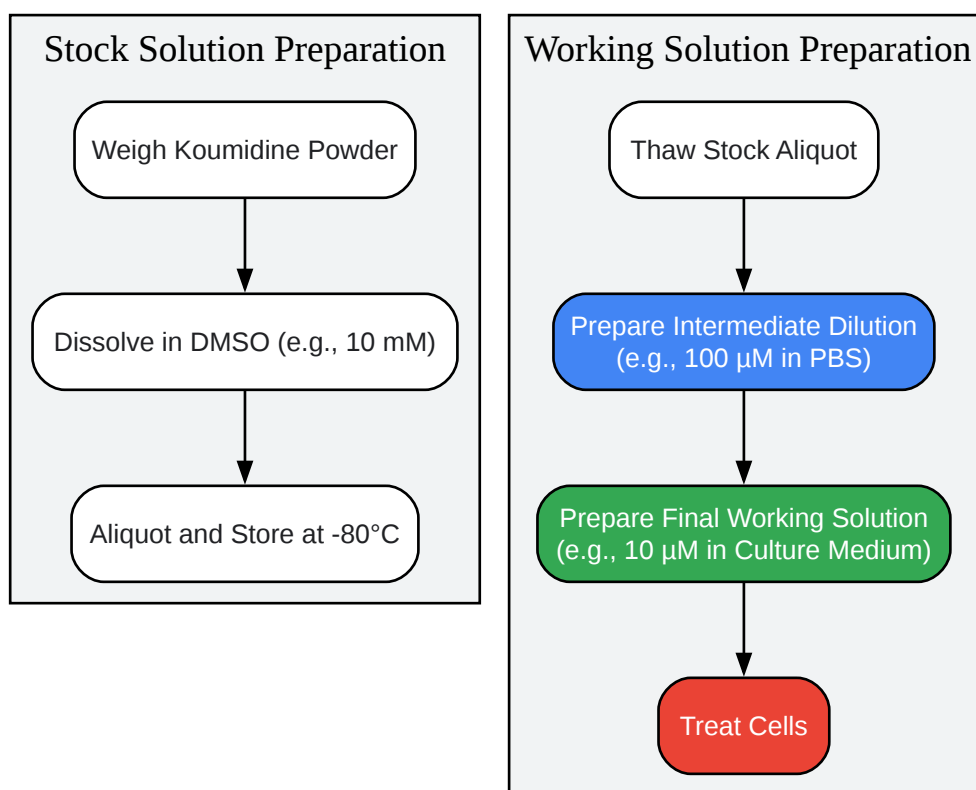 Stock Solution Preparation
Weigh Koumidine Powder
Dissolve in DMSO (e.g., 10 mM)
Aliquot and Store at -80°C
Working Solution Preparation
Thaw Stock Aliquot
Prepare Intermediate Dilution
(e.g., 100 µM in PBS)
Prepare Final Working Solution
(e.g., 10 µM in Culture Medium)
Treat Cells